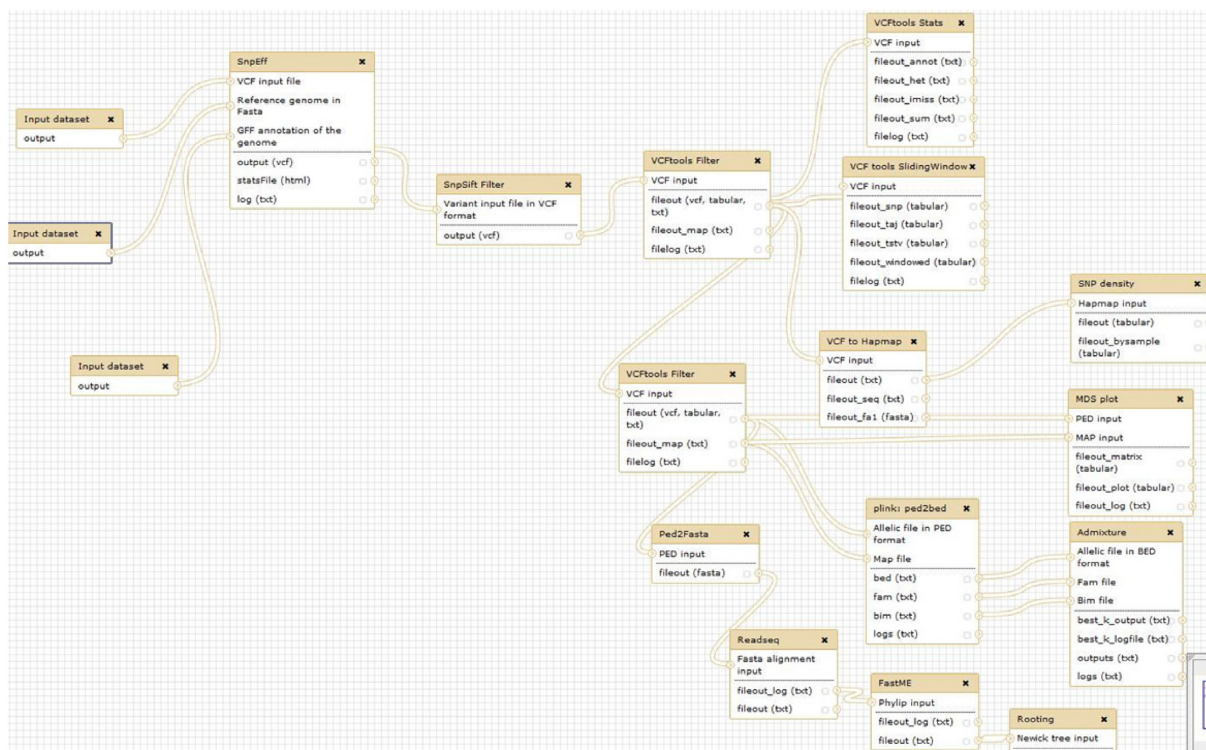 Input dataset ✖
output
Input dataset ✖
output
Input dataset ✖
output
SnpEff ✖
VCF input file
Reference genome in
Fasta
GFF annotation of the
genome
output (vcf)
statsFile (html)
log (txt)
SnpSift Filter ✖
Variant input file in VCF
format
output (vcf)
VCFtools Filter ✖
VCF input
fileout (vcf, tabular,
txt)
fileout_map (txt)
filelog (txt)
VCFtools Stats ✖
VCF input
fileout_annot (txt)
fileout_het (txt)
fileout_imiss (txt)
fileout_sum (txt)
filelog (txt)
VCF tools SlidingWindow ✖
VCF input
fileout_snp (tabular)
fileout_taj (tabular)
fileout_tstv (tabular)
fileout_windowed (tabular)
filelog (txt)
VCF to Hapmap ✖
VCF input
fileout (txt)
fileout_seq (txt)
fileout_fa1 (fasta)
SNP density ✖
Hapmap input
fileout (tabular)
fileout_bysample
(tabular)
VCFtools Filter ✖
VCF input
fileout (vcf, tabular,
txt)
fileout_map (txt)
filelog (txt)
MDS plot ✖
PED input
MAP input
fileout_matrix
(tabular)
fileout_plot (tabular)
fileout_log (txt)
Ped2Fasta ✖
PED input
fileout (fasta)
plink: ped2bed ✖
Allelic file in PED
format
Map file
bed (txt)
fam (txt)
bim (txt)
logs (txt)
Admixture ✖
Allelic file in BED
format
Fam file
Bim file
best_k_output (txt)
best_k_logfile (txt)
outputs (txt)
logs (txt)
Readseq ✖
Fasta alignment
input
fileout_log (txt)
fileout (txt)
FastME ✖
Phylip input
fileout_log (txt)
fileout (txt)
Rooting ✖
Newick tree input